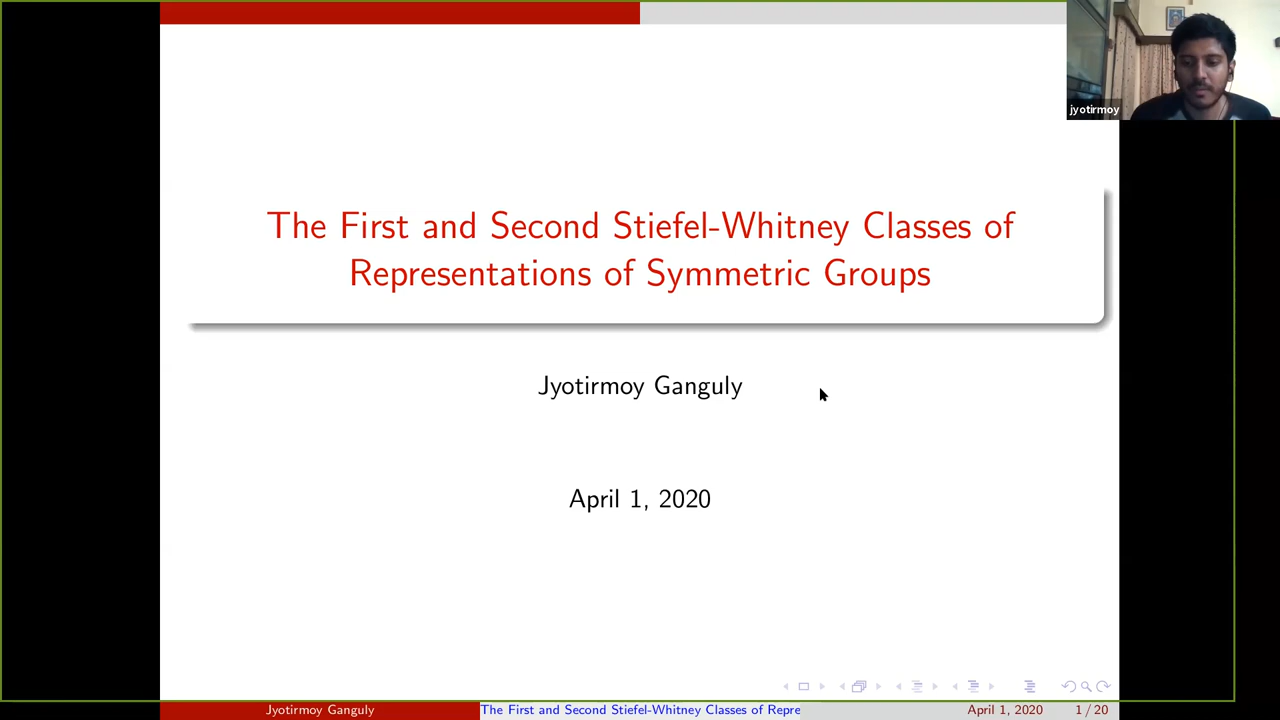 jyotirmoy
The First and Second Stiefel-Whitney Classes of
Representations of Symmetric Groups
Jyotirmoy Ganguly
April 1, 2020
Jyotirmoy Ganguly The First and Second Stiefel-Whitney Classes of Repre April 1, 2020 1 / 20